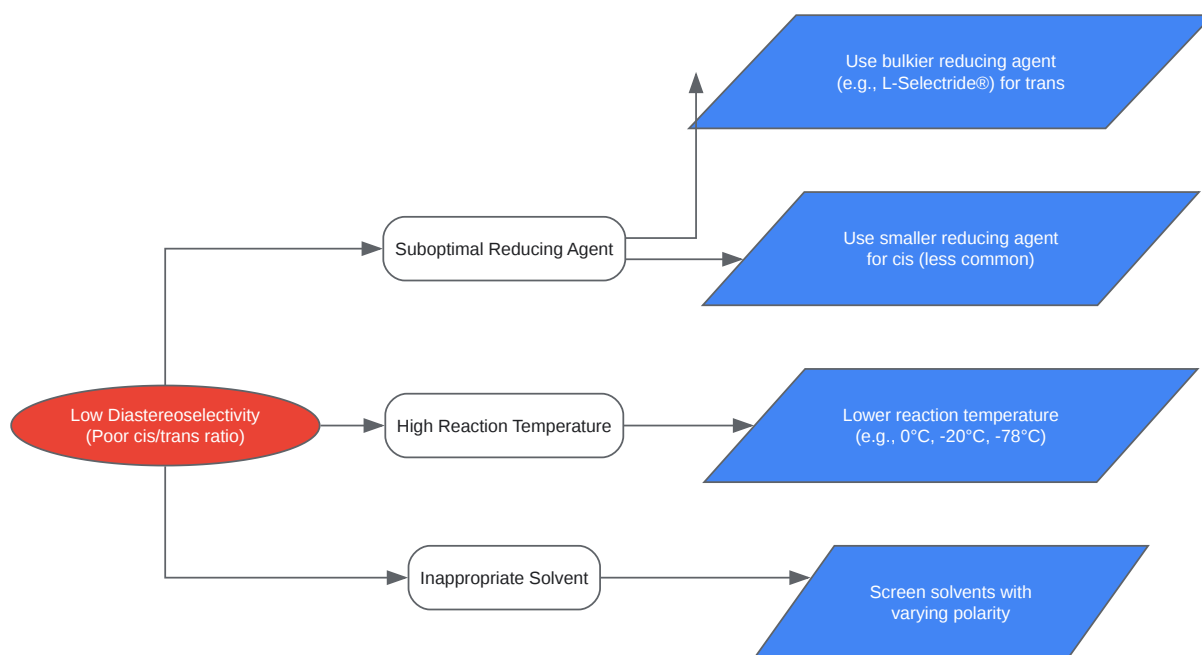 Use bulkier reducing agent
(e.g., L-Selectride®) for trans
Use smaller reducing agent
for cis (less common)
Suboptimal Reducing Agent
Low Diastereoselectivity
(Poor cis/trans ratio)
High Reaction Temperature
Lower reaction temperature
(e.g., 0°C, -20°C, -78°C)
Inappropriate Solvent
Screen solvents with
varying polarity